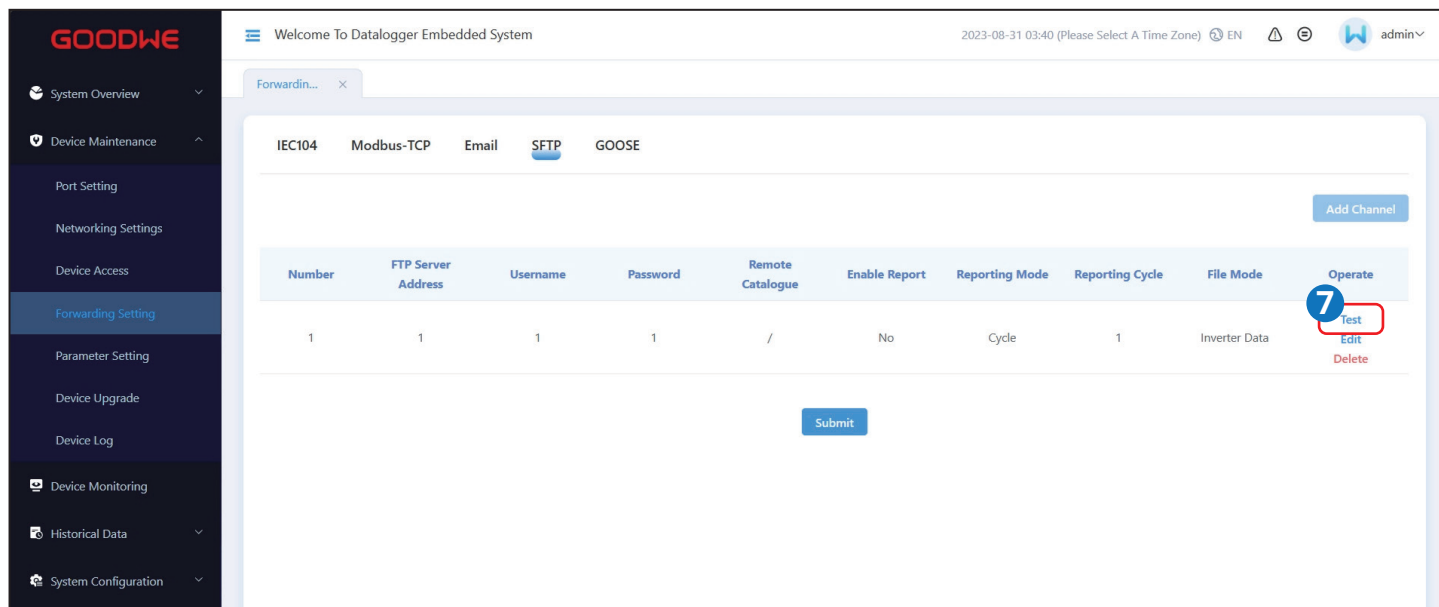 GOODWE
Welcome To Datalogger Embedded System
2023-08-31 03:40 (Please Select A Time Zone)
EN
admin
System Overview
Device Maintenance
Port Setting
Networking Settings
Device Access
Forwarding Setting
Parameter Setting
Device Upgrade
Device Log
Device Monitoring
Historical Data
System Configuration
Forwardin...
IEC104 Modbus-TCP Email SFTP GOOSE
Add Channel
Number FTP Server Address Username Password Remote Catalogue Enable Report Reporting Mode Reporting Cycle File Mode Operate
1 1 1 1 / No Cycle 1 Inverter Data
7
Test
Edit
Delete
Submit